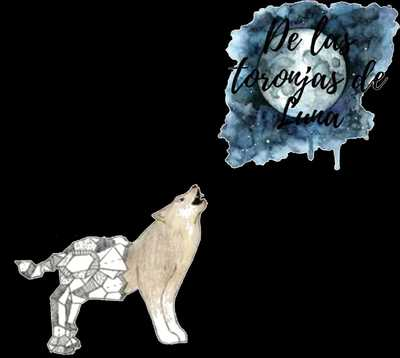 De las
toronjas de
Luna